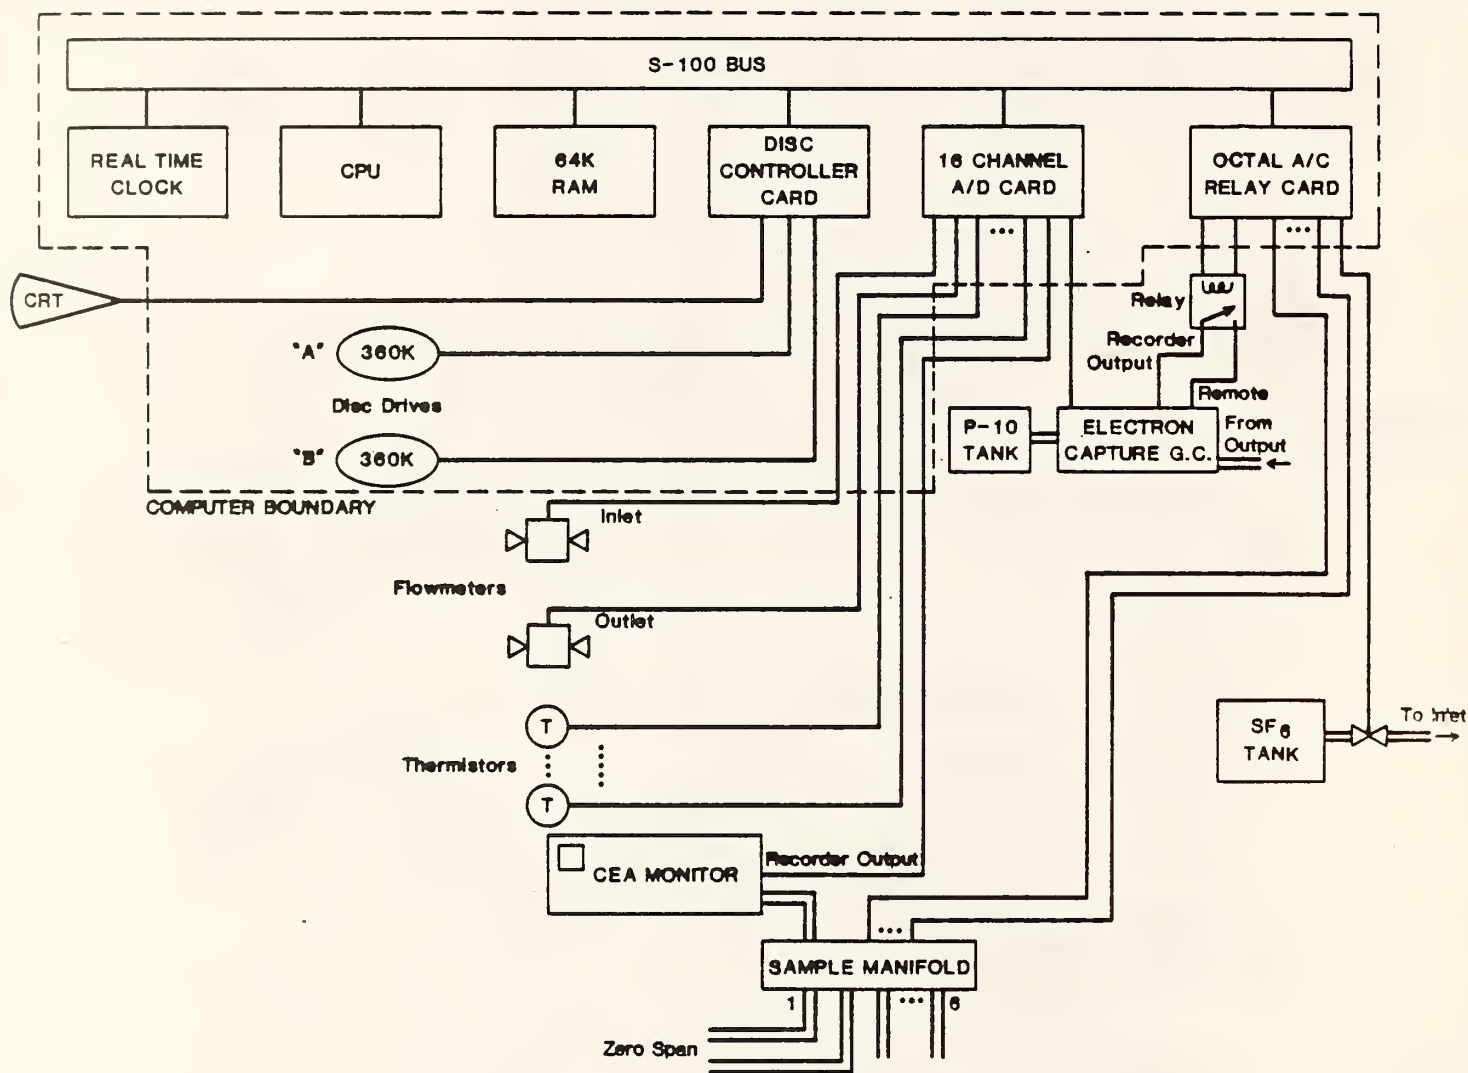 S-100 BUS
REAL TIME
CLOCK
CPU
64K
RAM
DISC
CONTROLLER
CARD
16 CHANNEL
A/D CARD
OCTAL A/C
RELAY CARD
...
...
CRT
Relay
Recorder
Output
"A"
360K
Disc Drives
Remote
"B"
360K
P-10
TANK
ELECTRON
CAPTURE G.C.
From
Output
COMPUTER BOUNDARY
Inlet
Flowmeters
Outlet
T
Thermistors
T
SF6
TANK
To Inlet
CEA MONITOR
Recorder Output
...
SAMPLE MANIFOLD
1
...
6
Zero Span